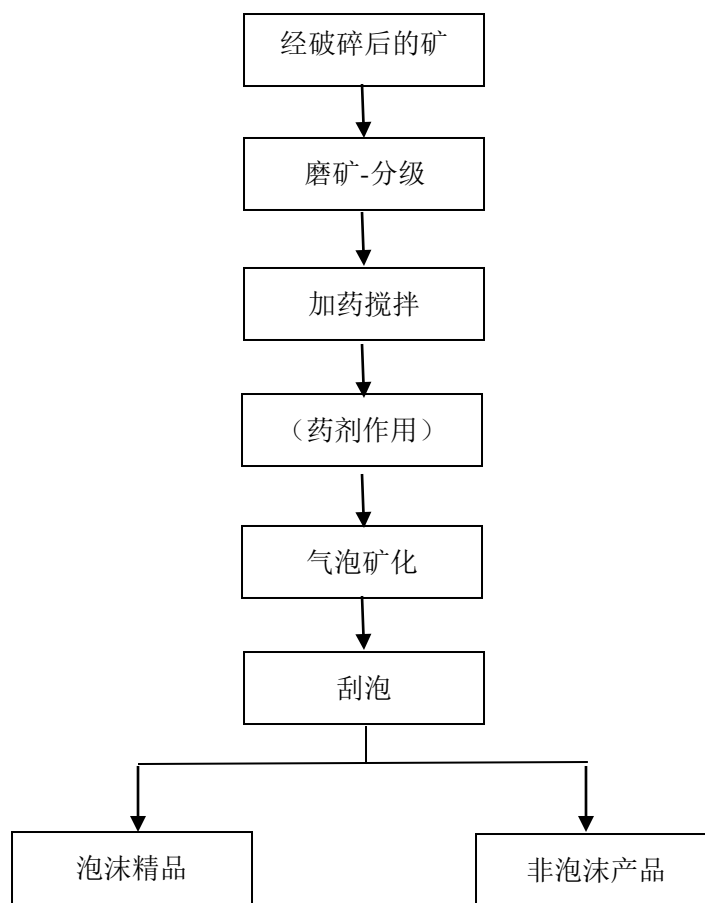 经破碎后的矿
磨矿-分级
加药搅拌
（药剂作用）
气泡矿化
刮泡
泡沫精品
非泡沫产品